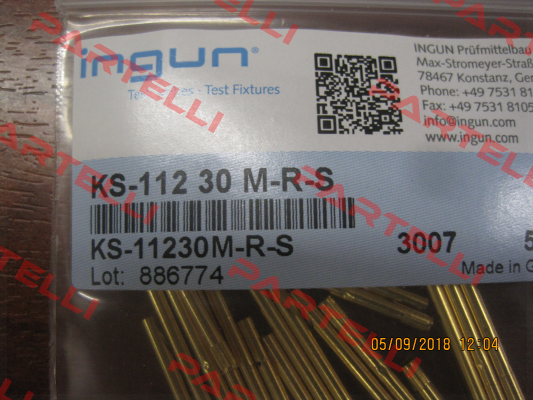 ingun®
Test Fixtures
INGUN Prüfmittelbau
Max-Stromeyer-Straß
78467 Konstanz, Ger
Phone: +49 7531 81
Fax: +49 7531 8105
info@ingun.com
www.ingun.com
KS-112 30 M-R-S
KS-11230M-R-S 3007 5
Lot: 886774
Made in G
05/09/2018 12:04
PARTELLI
PARTELLI
PARTELLI
PARTELLI
PARTELLI